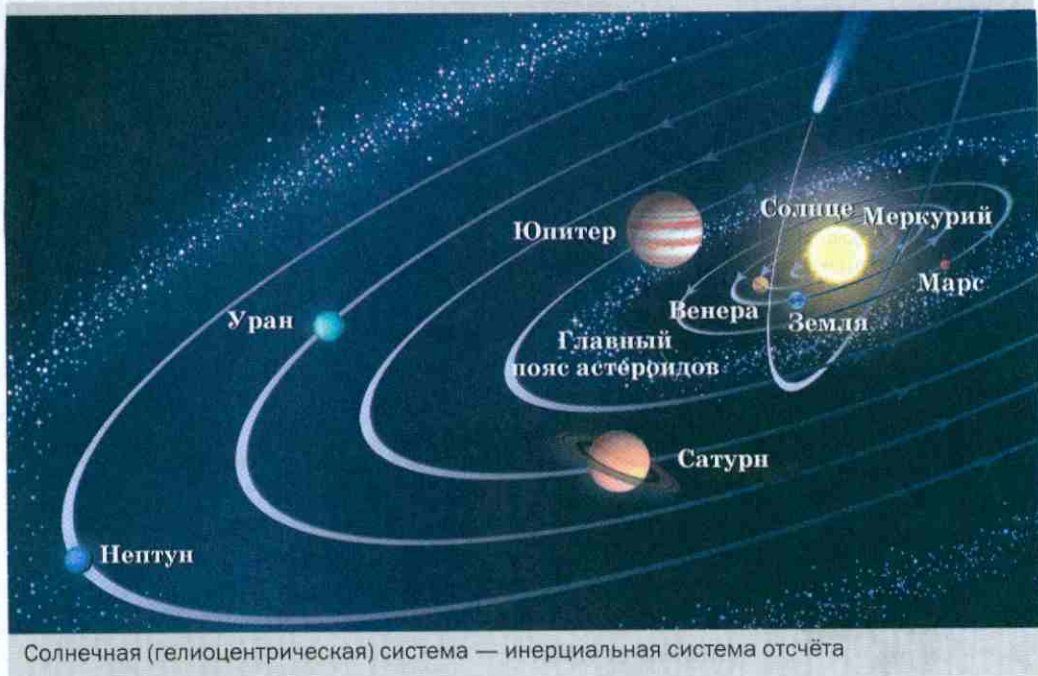 Солнце
Меркурий
Юпитер
Марс
Венера
Земля
Уран
Главный
пояс астероидов
Сатурн
Нептун
Солнечная (гелиоцентрическая) система — инерциальная система отсчёта